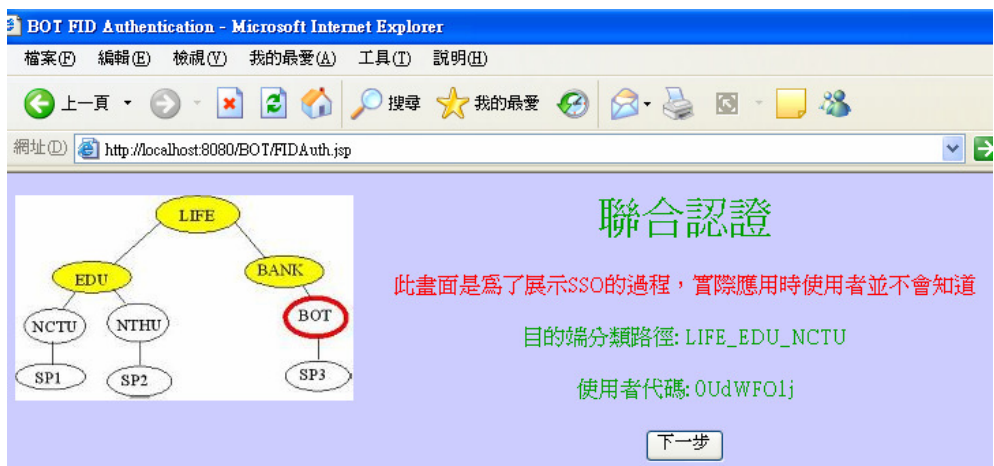 BOT FID Authentication - Microsoft Internet Explorer
檔案(F) 編輯(E) 檢視(V) 我的最愛(A) 工具(T) 說明(H)
上一頁 搜尋 我的最愛
網址(D) http://localhost:8080/BOT/FIDAuth.jsp
LIFE
EDU BANK
NCTU NTHU BOT
SP1 SP2 SP3
聯合認證
此畫面是為了展示SSO的過程，實際應用時使用者並不會知道
目的端分類路徑: LIFE_EDU_NCTU
使用者代碼: 0UdWFO1j
下一步